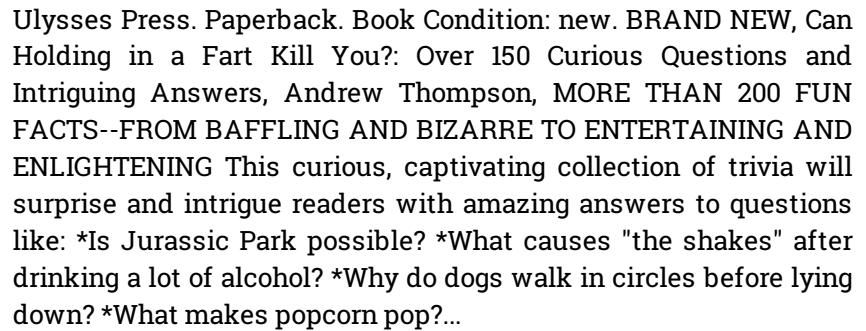 Ulysses Press. Paperback. Book Condition: new. BRAND NEW, Can
Holding in a Fart Kill You?: Over 150 Curious Questions and
Intriguing Answers, Andrew Thompson, MORE THAN 200 FUN
FACTS--FROM BAFFLING AND BIZARRE TO ENTERTAINING AND
ENLIGHTENING This curious, captivating collection of trivia will
surprise and intrigue readers with amazing answers to questions
like: *Is Jurassic Park possible? *What causes "the shakes" after
drinking a lot of alcohol? *Why do dogs walk in circles before lying
down? *What makes popcorn pop?...